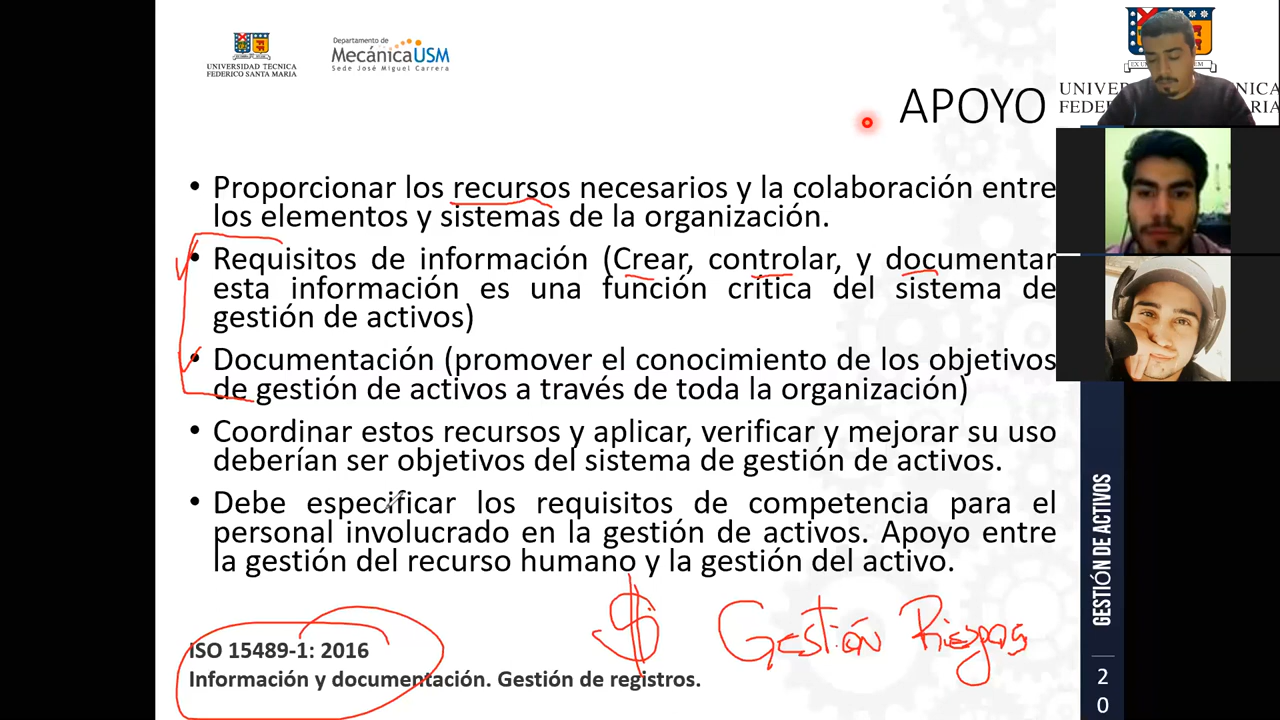 UNIVERSIDAD TECNICA
FEDERICO SANTA MARIA
Departamento de
MecánicaUSM
Sede José Miguel Carrera
APOYO
• Proporcionar los recursos necesarios y la colaboración entre
los elementos y sistemas de la organización.
• Requisitos de información (Crear, controlar, y documentar
esta información es una función crítica del sistema de
gestión de activos)
• Documentación (promover el conocimiento de los objetivos
de gestión de activos a través de toda la organización)
• Coordinar estos recursos y aplicar, verificar y mejorar su uso
deberían ser objetivos del sistema de gestión de activos.
• Debe especificar los requisitos de competencia para el
personal involucrado en la gestión de activos. Apoyo entre
la gestión del recurso humano y la gestión del activo.
$ Gestión Riesgos
ISO 15489-1: 2016
Información y documentación. Gestión de registros.
GESTIÓN DE ACTIVOS
2
0